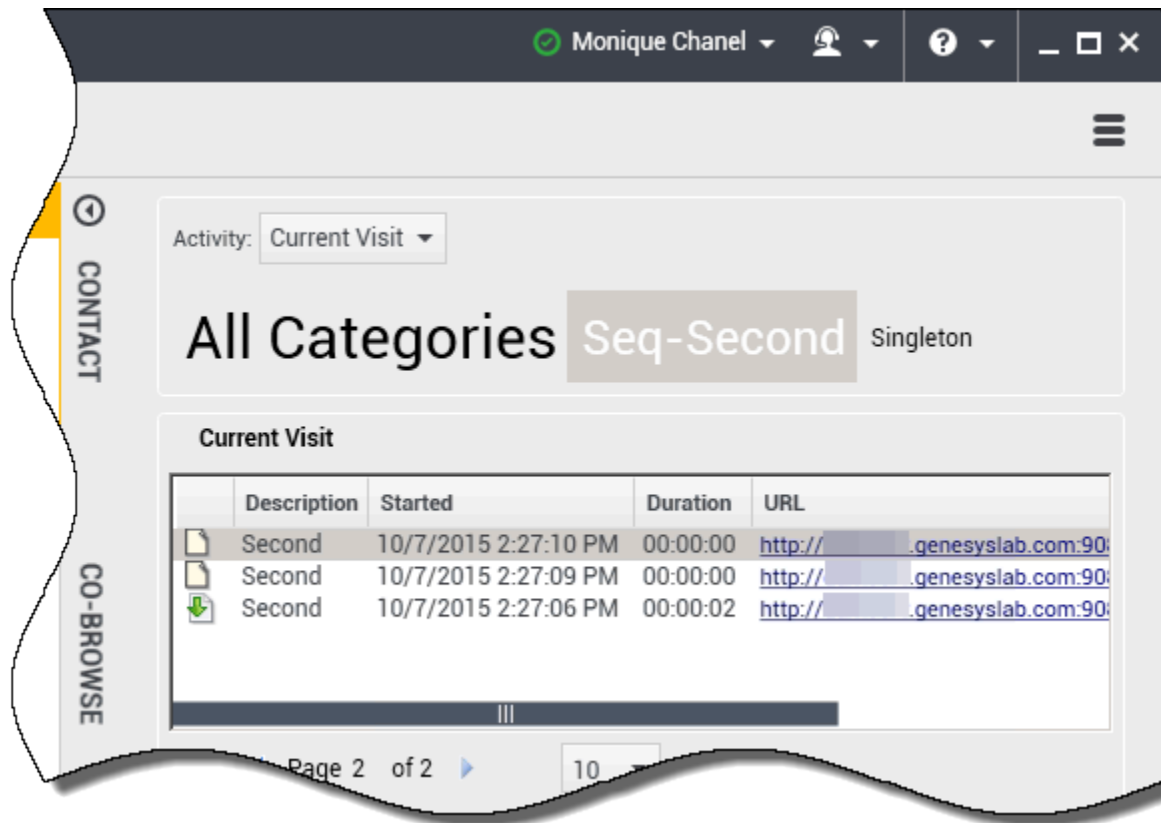 Monique Chanel
Activity: Current Visit
All Categories Seq-Second Singleton
CONTACT
CO-BROWSE
Current Visit
Description Started Duration URL
Second 10/7/2015 2:27:10 PM 00:00:00 http:// .genesyslab.com:90
Second 10/7/2015 2:27:09 PM 00:00:00 http:// .genesyslab.com:90
Second 10/7/2015 2:27:06 PM 00:00:02 http:// .genesyslab.com:90
Page 2 of 2 10